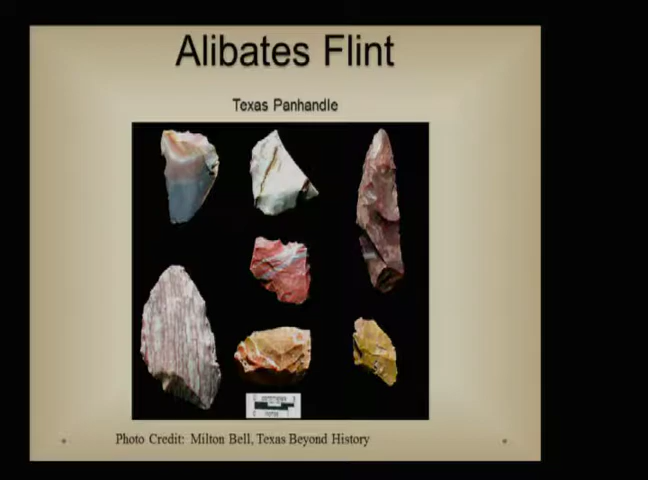 Alibates Flint
Texas Panhandle
Photo Credit: Milton Bell, Texas Beyond History